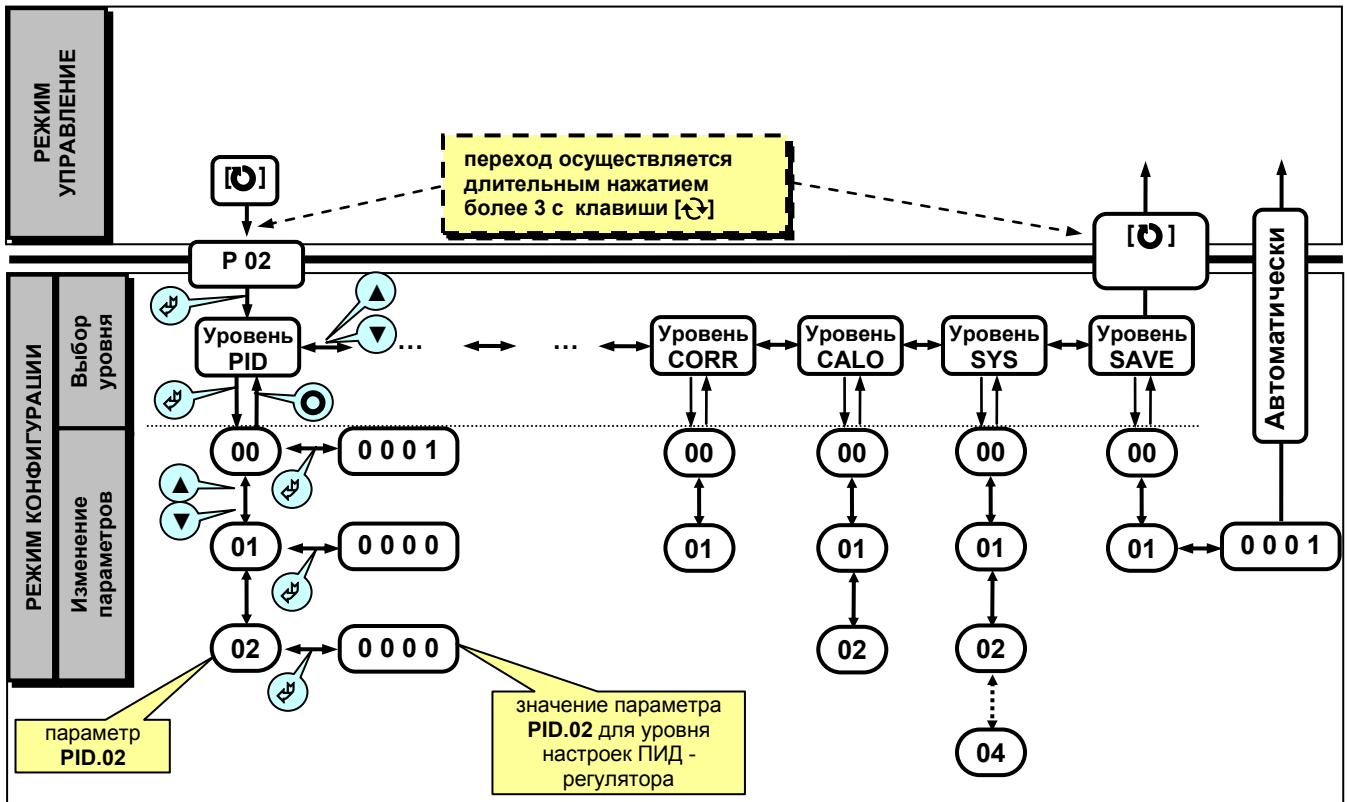 РЕЖИМ
УПРАВЛЕНИЕ
переход осуществляется
длительным нажатием
более 3 с клавиши [🔃]
[↻]
[↻]
Автоматически
P 02
РЕЖИМ КОНФИГУРАЦИИ
Выбор
уровня
▲
▼
Уровень
PID
...
...
Уровень
CORR
Уровень
CALO
Уровень
SYS
Уровень
SAVE
Изменение
параметров
00
0 0 0 1
00
00
00
00
▲
▼
01
0 0 0 0
01
01
01
01
0 0 0 1
02
0 0 0 0
02
02
04
параметр
PID.02
значение параметра
PID.02 для уровня
настроек ПИД -
регулятора